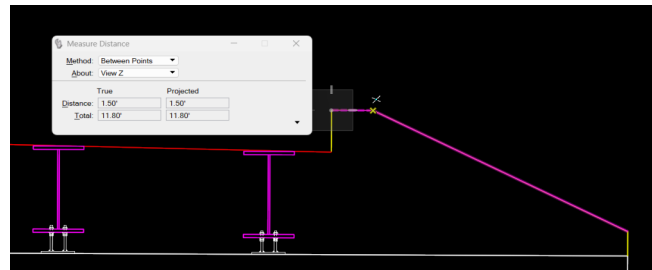 Measure Distance
Method: Between Points
About: View Z
True Projected
Distance: 1.50' 1.50'
Total: 11.80' 11.80'